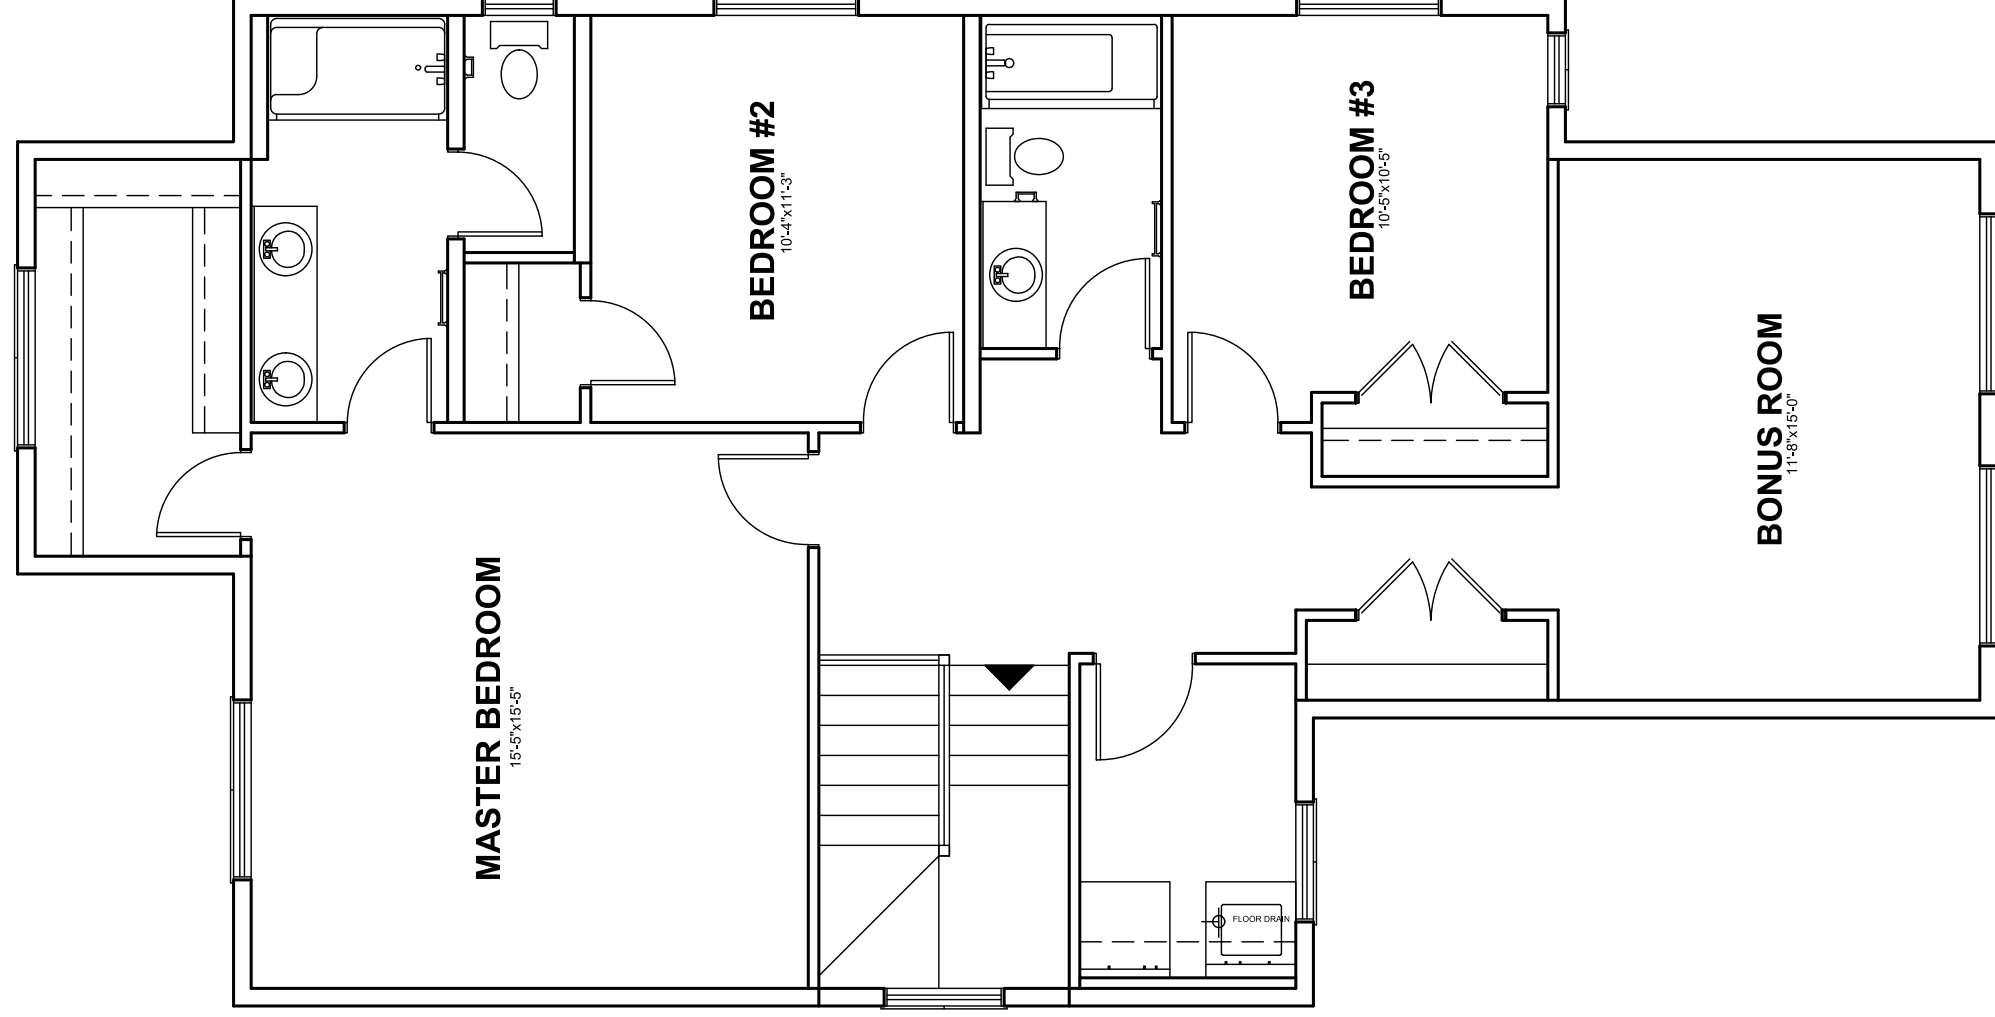 MASTER BEDROOM
15'-5"x15'-5"
BEDROOM #2
10'-4"x11'-3"
BEDROOM #3
10'-5"x10'-5"
BONUS ROOM
11'-8"x15'-0"
FLOOR DRAIN